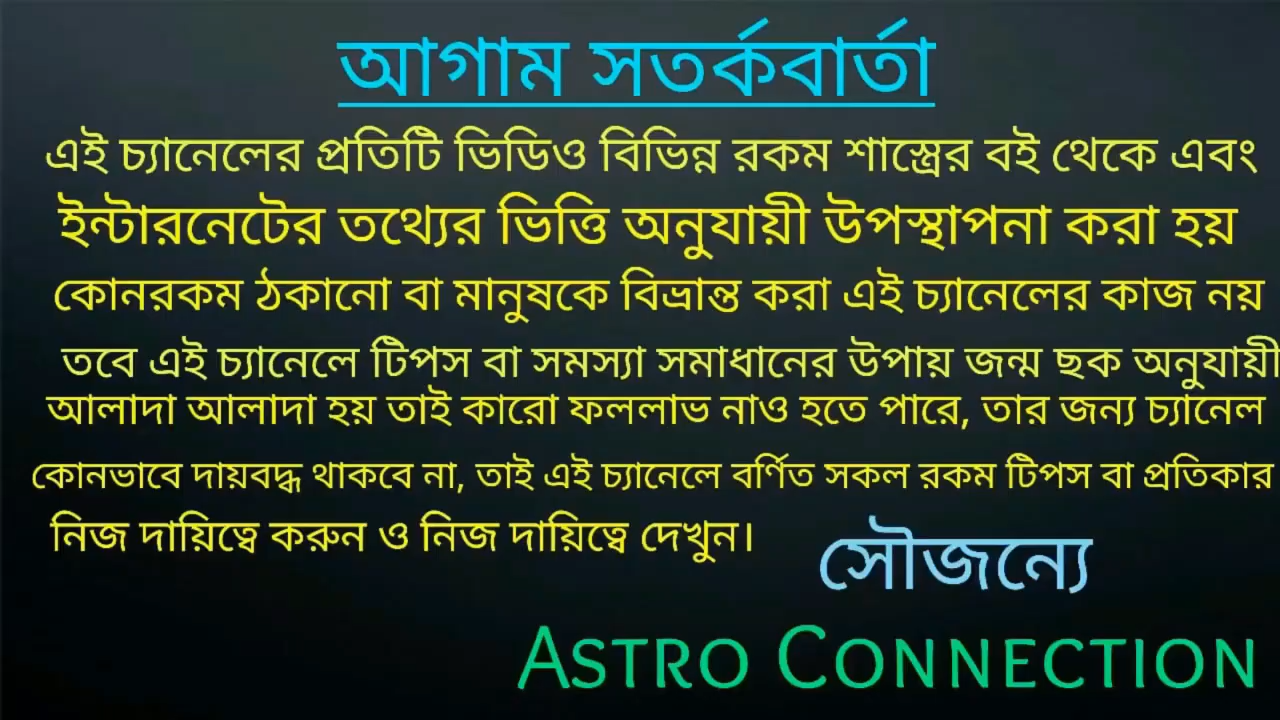 আগাম সতর্কবার্তা
এই চ্যানেলের প্রতিটি ভিডিও বিভিন্ন রকম শাস্ত্রের বই থেকে এবং
ইন্টারনেটের তথ্যের ভিত্তি অনুযায়ী উপস্থাপনা করা হয়
কোনরকম ঠকানো বা মানুষকে বিভ্রান্ত করা এই চ্যানেলের কাজ নয়
তবে এই চ্যানেলে টিপস বা সমস্যা সমাধানের উপায় জন্ম ছক অনুযায়ী
আলাদা আলাদা হয় তাই কারো ফললাভ নাও হতে পারে, তার জন্য চ্যানেল
কোনভাবে দায়বদ্ধ থাকবে না, তাই এই চ্যানেলে বর্ণিত সকল রকম টিপস বা প্রতিকার
নিজ দায়িত্বে করুন ও নিজ দায়িত্বে দেখুন।
সৌজন্যে
ASTRO CONNECTION